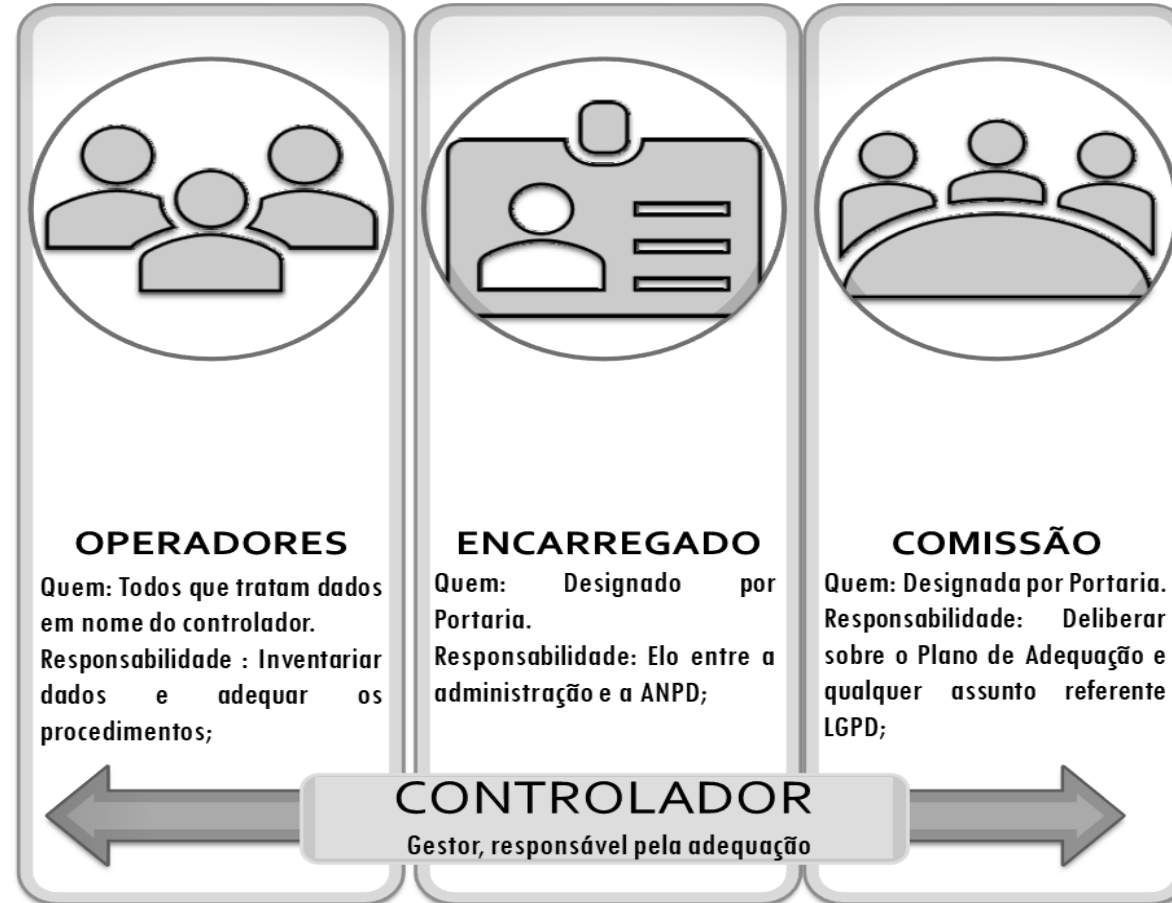 OPERADORES
Quem: Todos que tratam dados
em nome do controlador.
Responsabilidade : Inventariar
dados e adequar os
procedimentos;
ENCARREGADO
Quem: Designado por
Portaria.
Responsabilidade: Elo entre a
administração e a ANPD;
COMISSÃO
Quem: Designada por Portaria.
Responsabilidade: Deliberar
sobre o Plano de Adequação e
qualquer assunto referente
LGPD;
CONTROLADOR
Gestor, responsável pela adequação